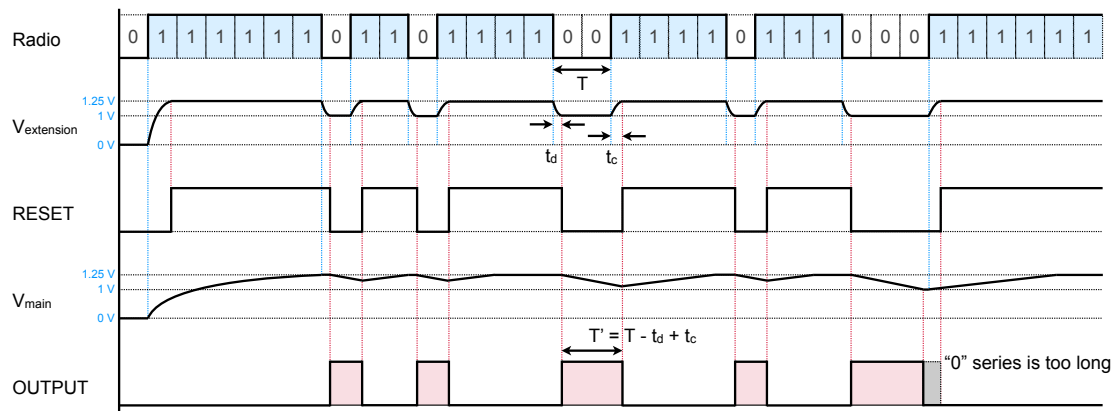 Radio 0 1 1 1 1 1 1 0 1 1 0 1 1 1 1 0 0 1 1 1 1 0 1 1 1 0 0 0 1 1 1 1 1 1
T
1.25 V
1 V
Vextension
0 V
td tc
RESET
1.25 V
1 V
Vmain
0 V
T' = T - td + tc
"0" series is too long
OUTPUT